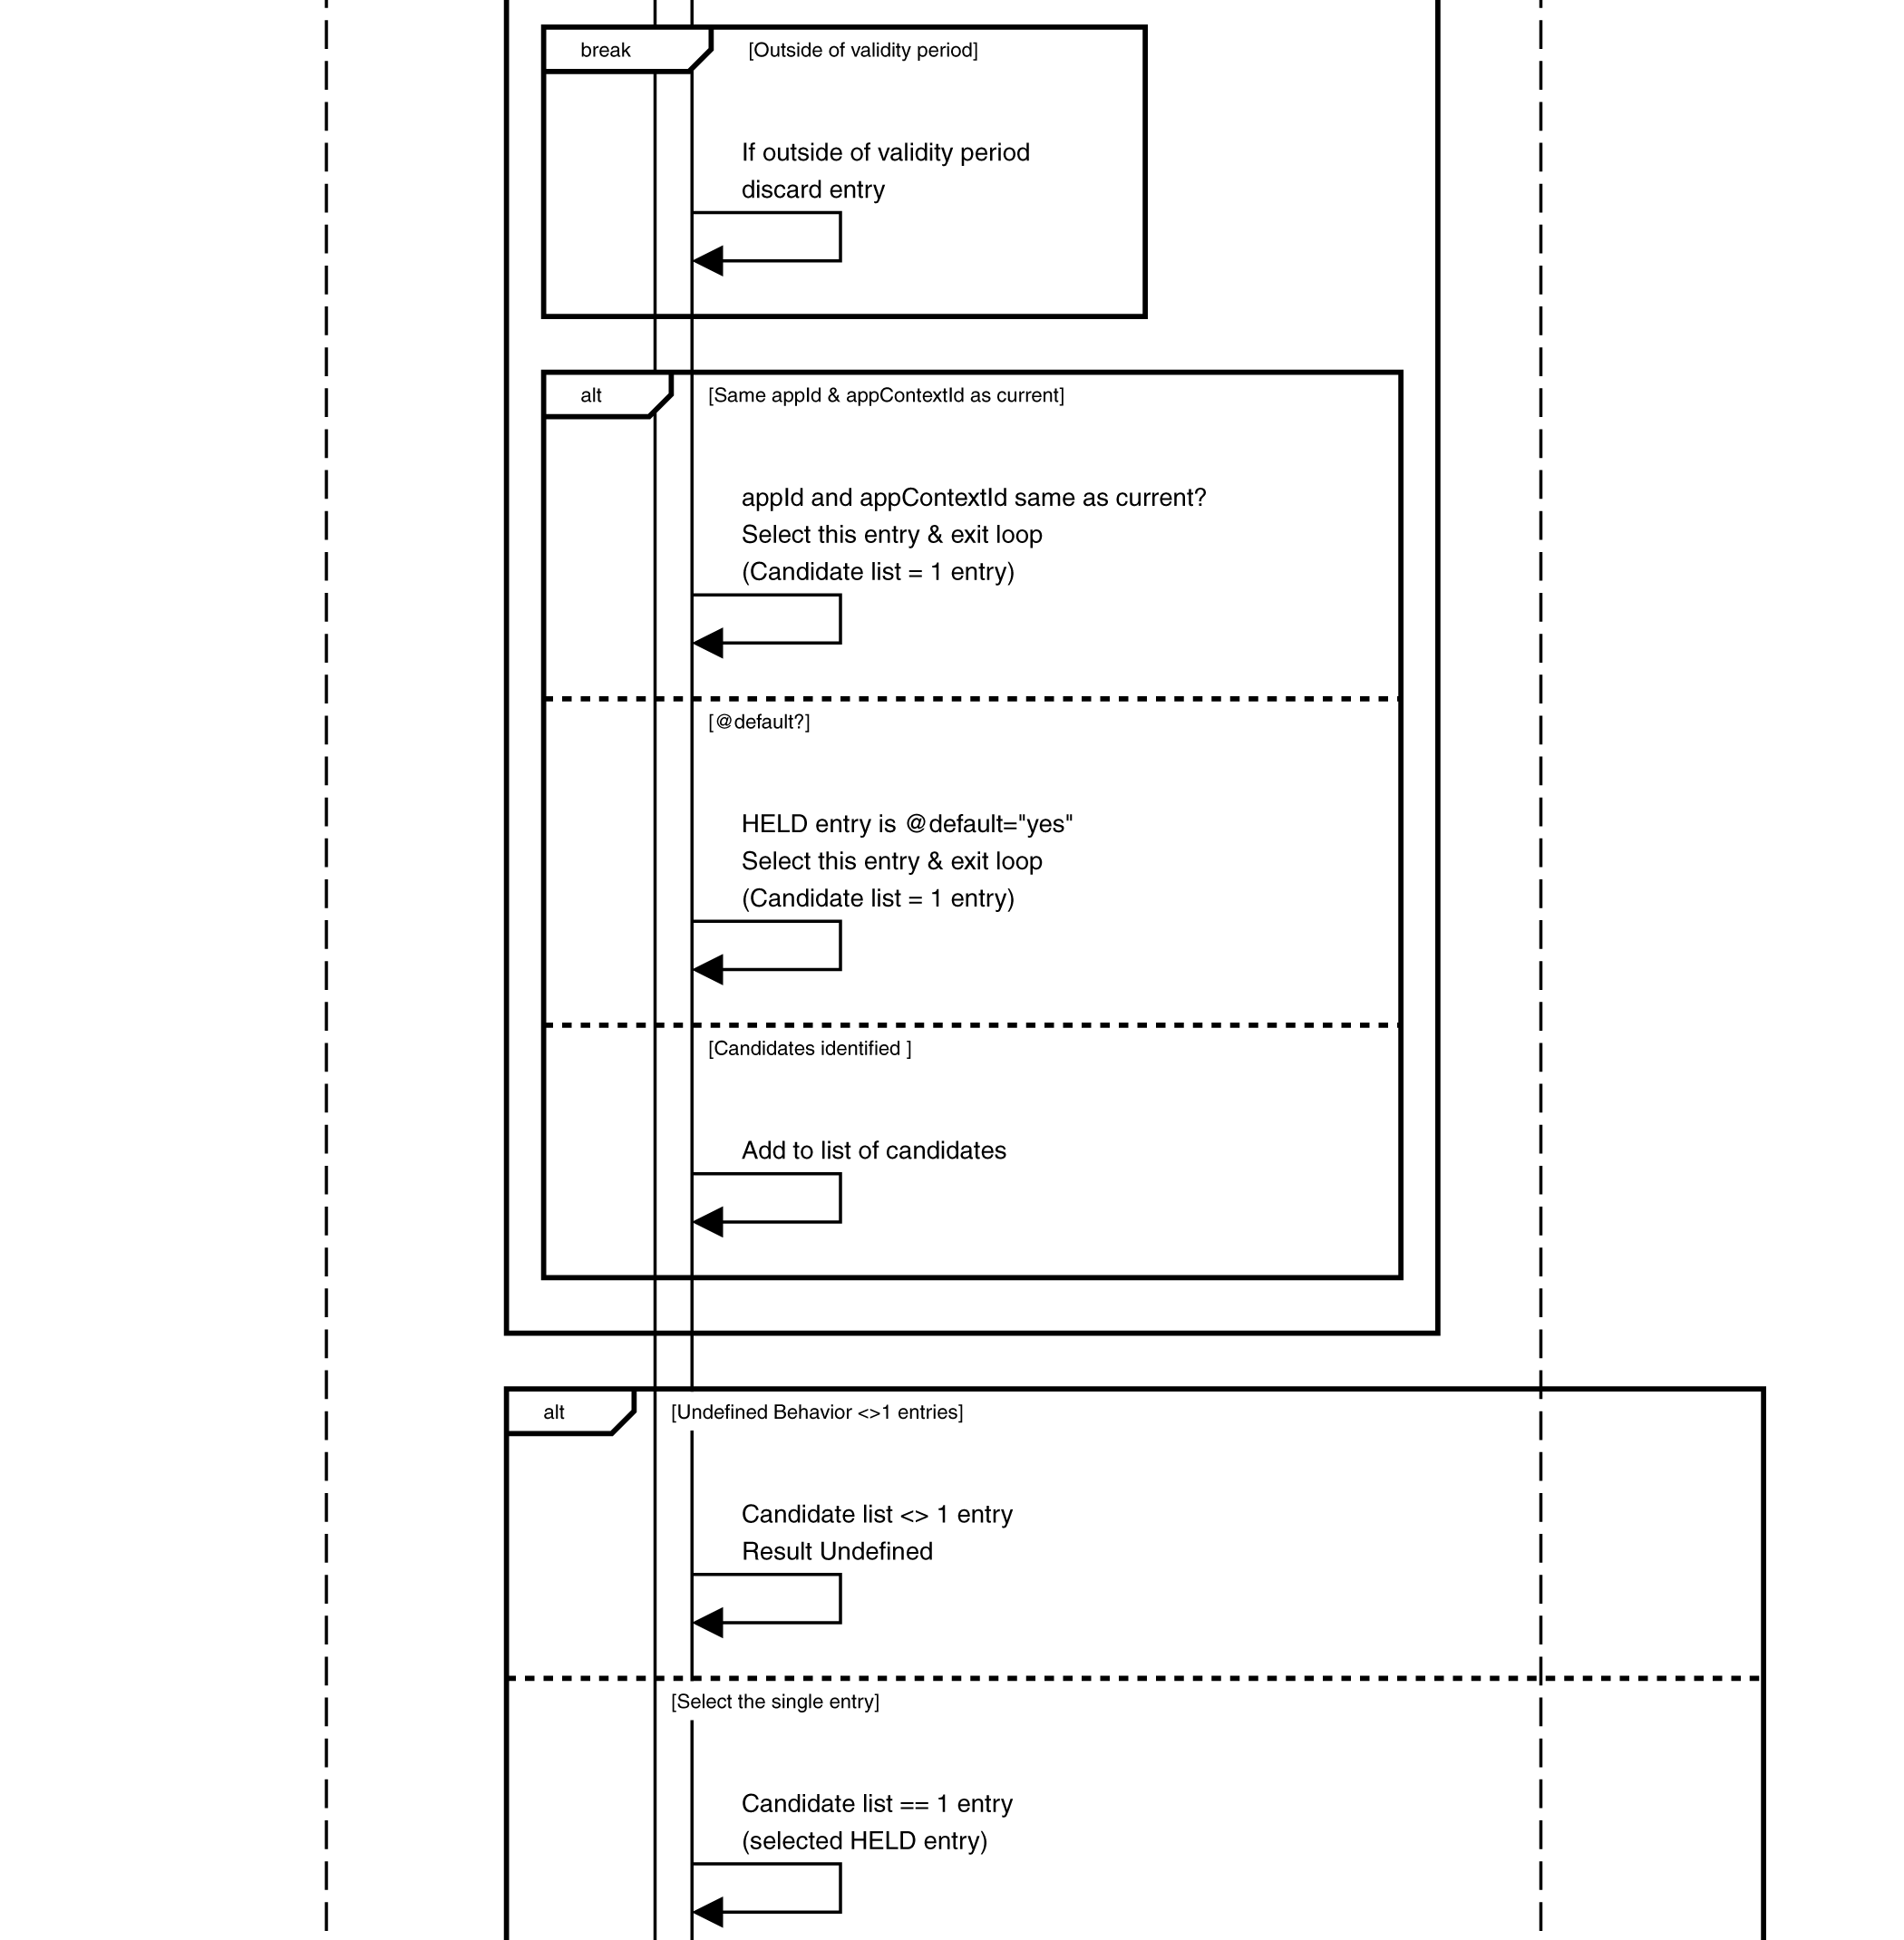 break [Outside of validity period]
If outside of validity period
discard entry
alt [Same appId & appContextId as current]
appId and appContextId same as current?
Select this entry & exit loop
(Candidate list = 1 entry)
[@default?]
HELD entry is @default="yes"
Select this entry & exit loop
(Candidate list = 1 entry)
[Candidates identified ]
Add to list of candidates
alt [Undefined Behavior <>1 entries]
Candidate list <> 1 entry
Result Undefined
[Select the single entry]
Candidate list == 1 entry
(selected HELD entry)